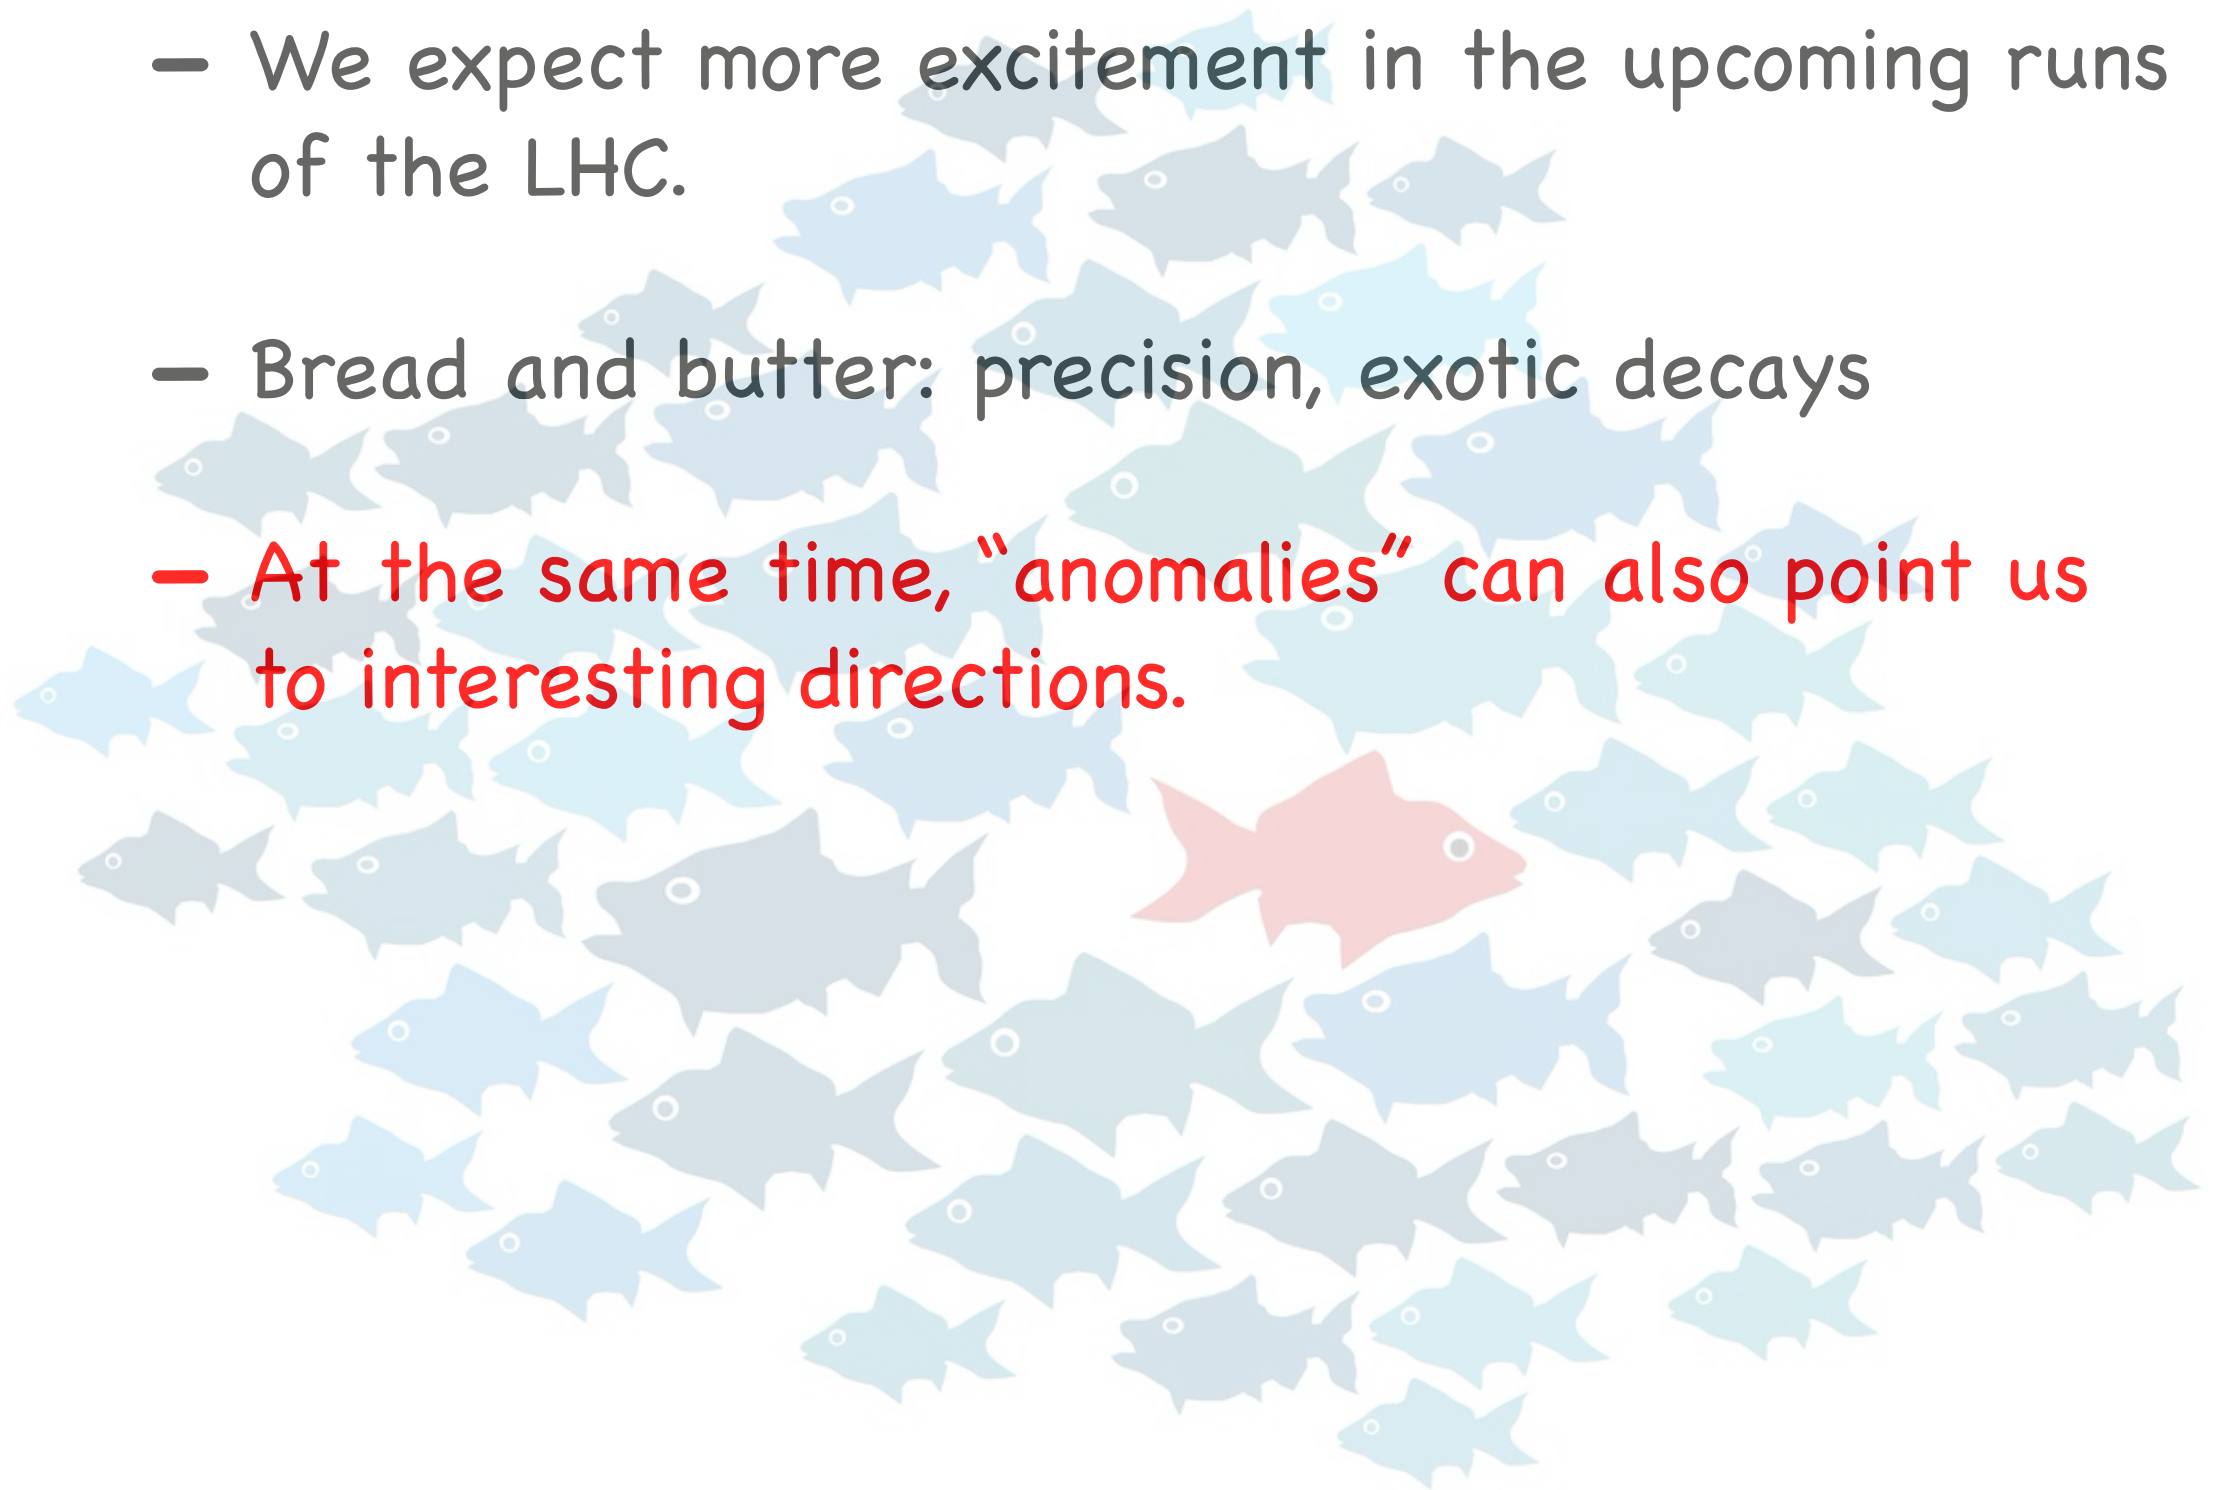 – We expect more excitement in the upcoming runs
of the LHC.
– Bread and butter: precision, exotic decays
– At the same time, “anomalies” can also point us
to interesting directions.